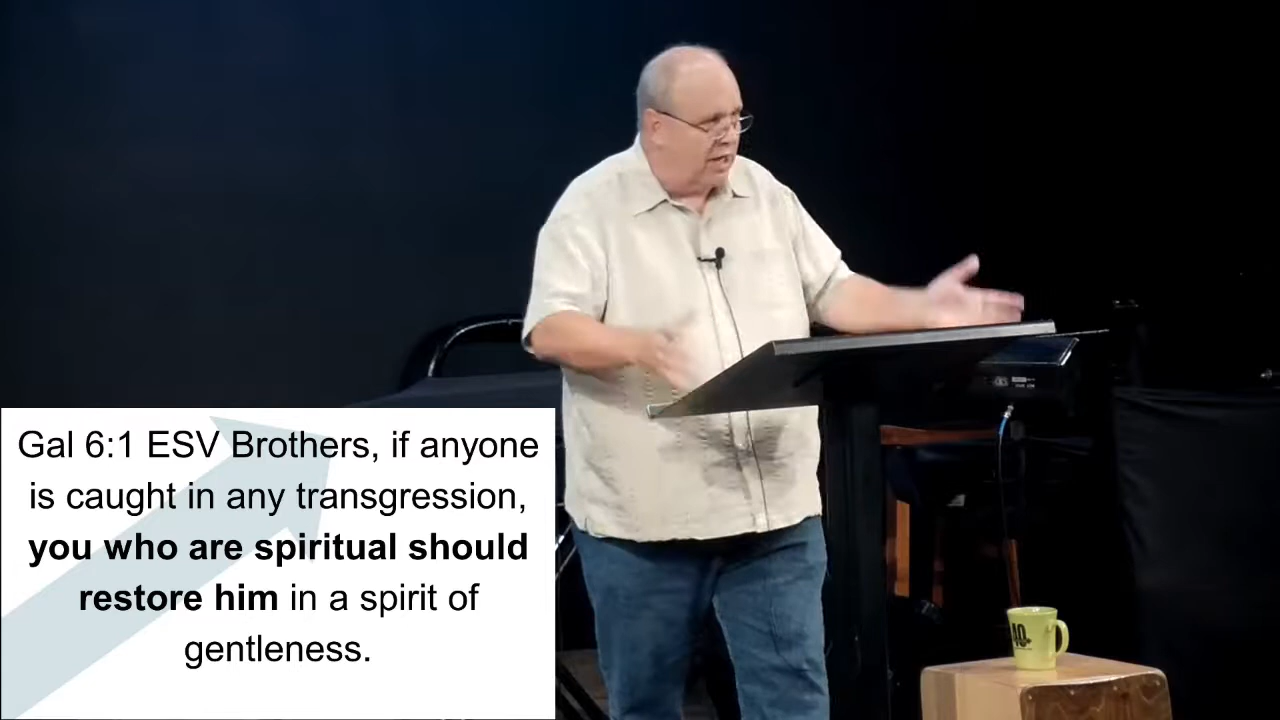 Gal 6:1 ESV Brothers, if anyone
is caught in any transgression,
you who are spiritual should
restore him in a spirit of
gentleness.
40